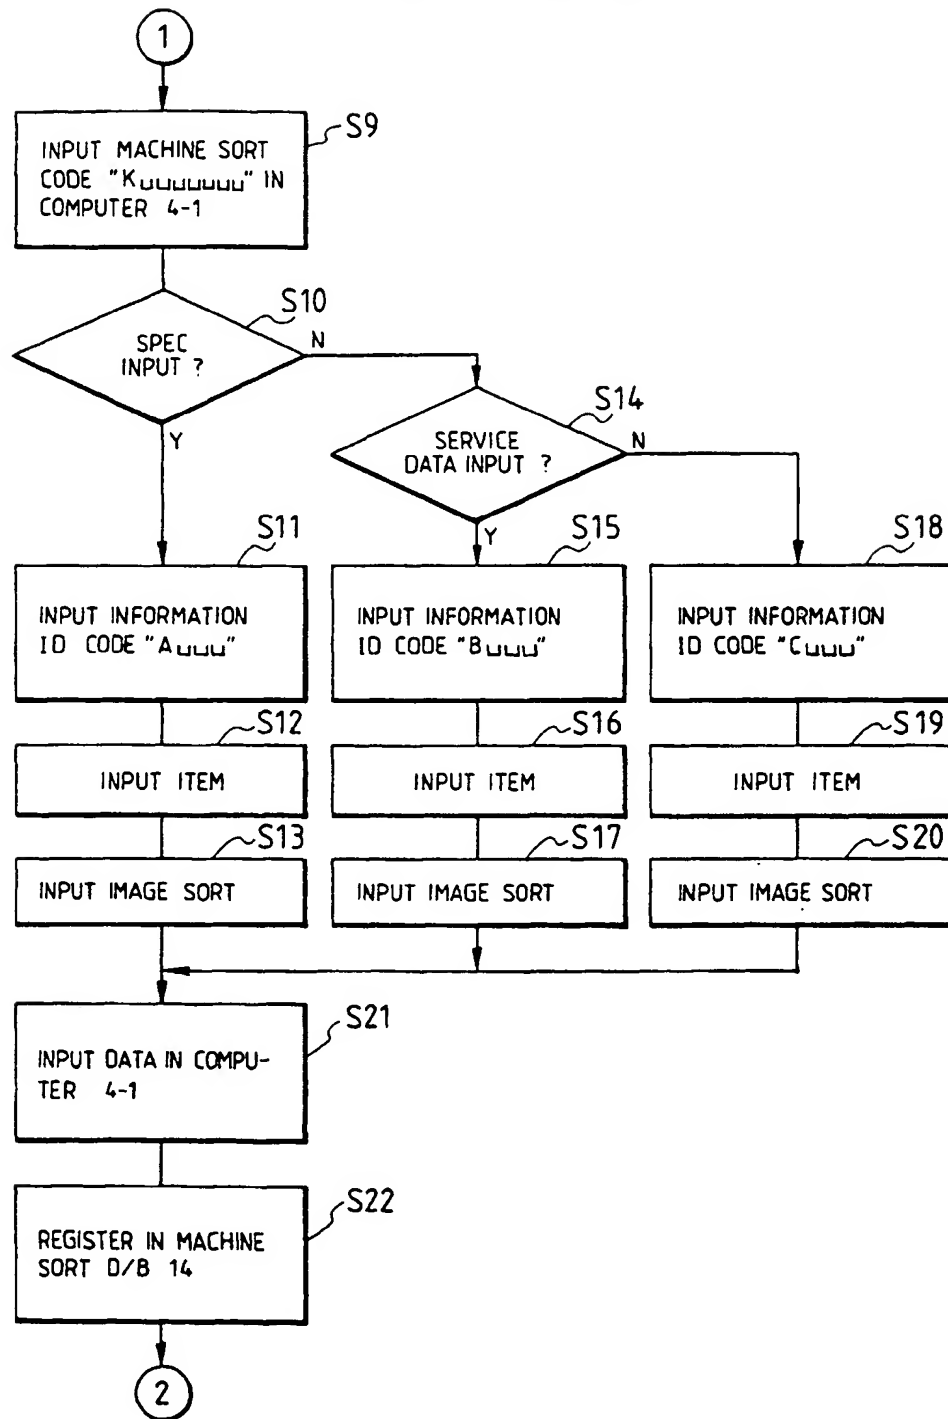 1
S9
INPUT MACHINE SORT
CODE "K␣␣␣␣␣␣␣" IN
COMPUTER 4-1
S10
SPEC
INPUT ?
N
Y
S14
SERVICE
DATA INPUT ?
N
Y
S11
INPUT INFORMATION
ID CODE "A␣␣␣"
S15
INPUT INFORMATION
ID CODE "B␣␣␣"
S18
INPUT INFORMATION
ID CODE "C␣␣␣"
S12
INPUT ITEM
S16
INPUT ITEM
S19
INPUT ITEM
S13
INPUT IMAGE SORT
S17
INPUT IMAGE SORT
S20
INPUT IMAGE SORT
S21
INPUT DATA IN COMPU-
TER 4-1
S22
REGISTER IN MACHINE
SORT D/B 14
2